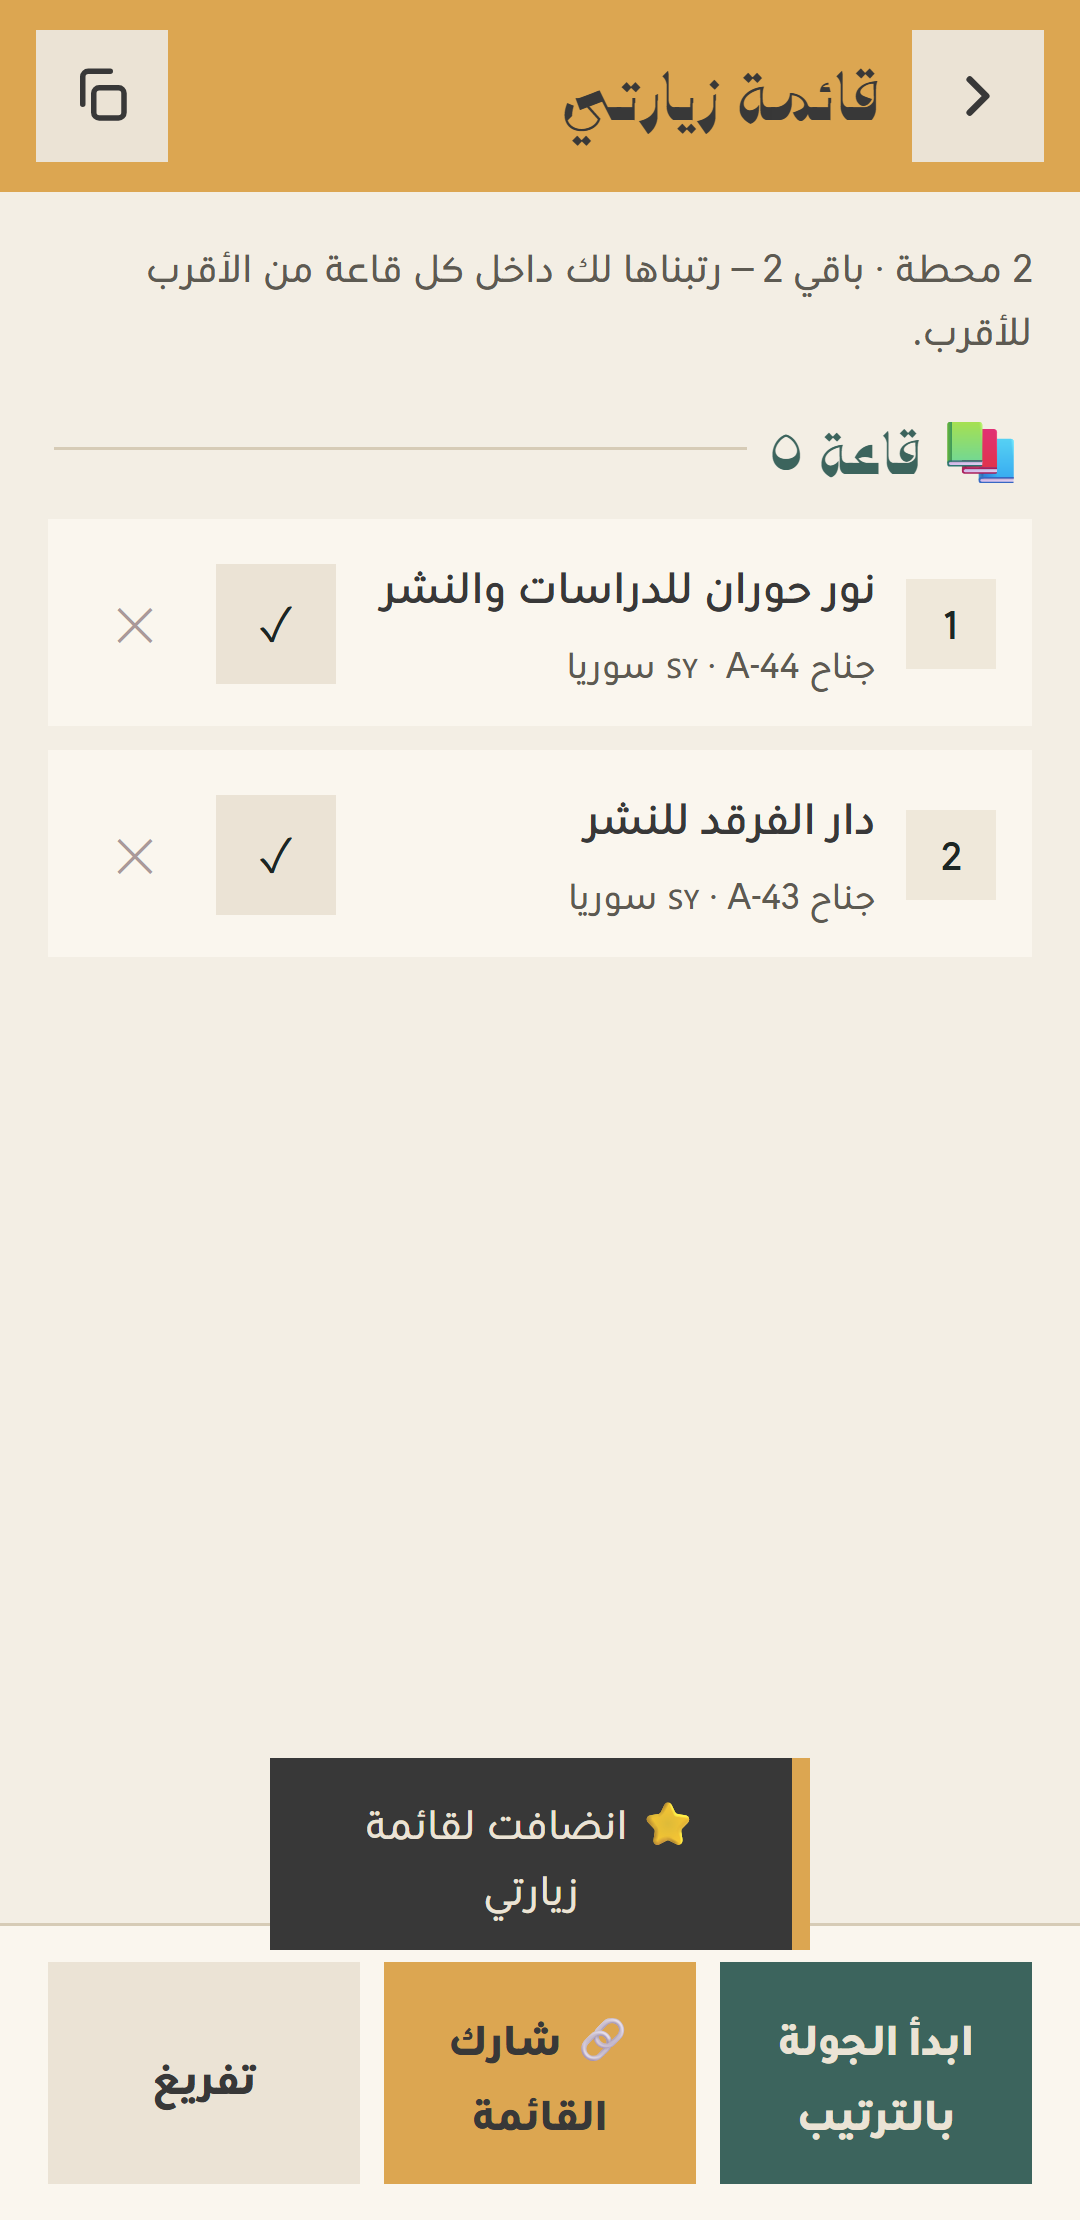 قائمة زيارتي
2 محطة · باقي 2 – رتبناها لك داخل كل قاعة من الأقرب
للأقرب.
📚 قاعة ٥
1
نور حوران للدراسات والنشر
جناح A-44 · SY سوريا
✓
×
2
دار الفرقد للنشر
جناح A-43 · SY سوريا
✓
×
⭐ انضافت لقائمة
زيارتي
ابدأ الجولة
بالترتيب
🔗 شارك
القائمة
تفريغ